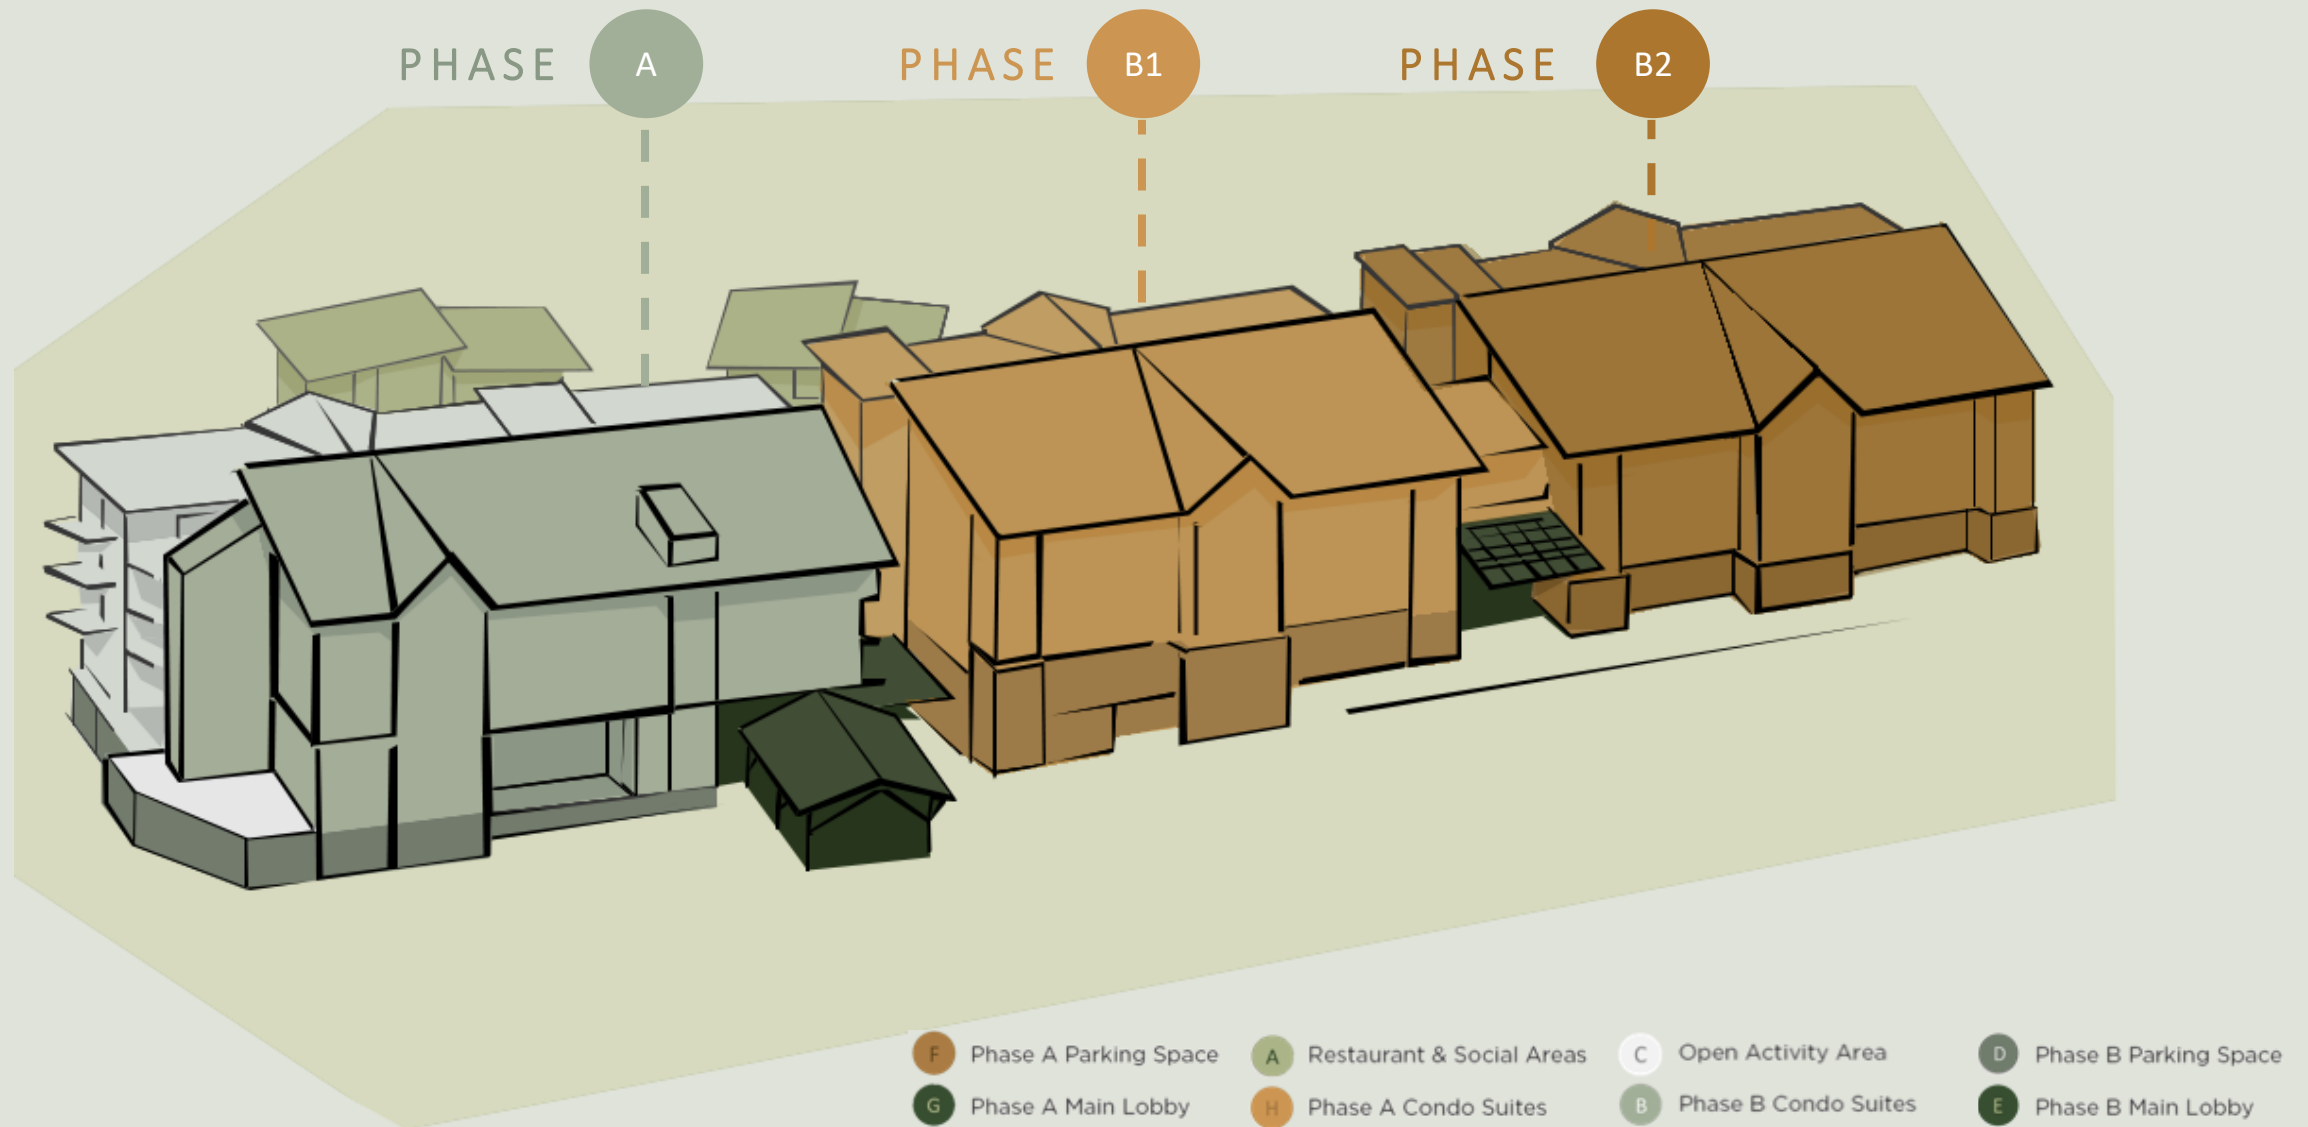 PHASE A PHASE B1 PHASE B2
F Phase A Parking Space A Restaurant & Social Areas C Open Activity Area D Phase B Parking Space
G Phase A Main Lobby H Phase A Condo Suites B Phase B Condo Suites E Phase B Main Lobby